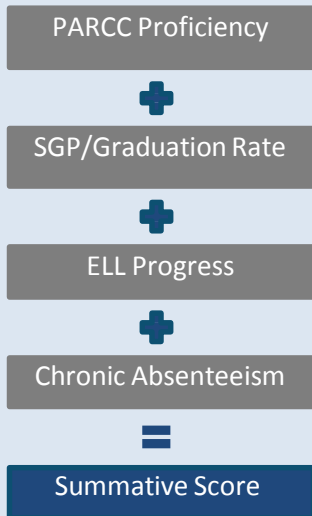 PARCC Proficiency
+
SGP/Graduation Rate
+
ELL Progress
+
Chronic Absenteeism
=
Summative Score